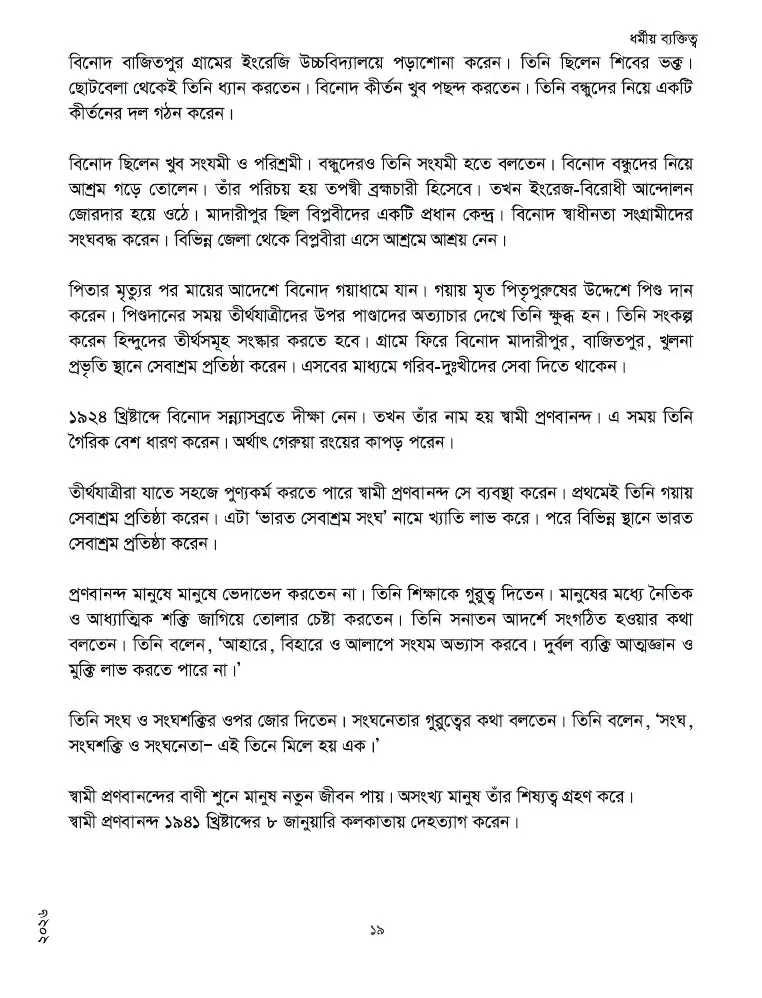 ধর্মীয় ব্যক্তিত্ব
বিনোদ বাজিতপুর গ্রামের ইংরেজি উচ্চবিদ্যালয়ে পড়াশোনা করেন। তিনি ছিলেন শিবের ভক্ত।
ছোটবেলা থেকেই তিনি ধ্যান করতেন। বিনোদ কীর্তন খুব পছন্দ করতেন। তিনি বন্ধুদের নিয়ে একটি
কীর্তনের দল গঠন করেন।
বিনোদ ছিলেন খুব সংযমী ও পরিশ্রমী। বন্ধুদেরও তিনি সংযমী হতে বলতেন। বিনোদ বন্ধুদের নিয়ে
আশ্রম গড়ে তোলেন। তাঁর পরিচয় হয় তপস্বী ব্রহ্মচারী হিসেবে। তখন ইংরেজ-বিরোধী আন্দোলন
জোরদার হয়ে ওঠে। মাদারীপুর ছিল বিপ্লবীদের একটি প্রধান কেন্দ্র। বিনোদ স্বাধীনতা সংগ্রামীদের
সংঘবদ্ধ করেন। বিভিন্ন জেলা থেকে বিপ্লবীরা এসে আশ্রমে আশ্রয় নেন।
পিতার মৃত্যুর পর মায়ের আদেশে বিনোদ গয়াধামে যান। গয়ায় মৃত পিতৃপুরুষের উদ্দেশে পিণ্ড দান
করেন। পিণ্ডদানের সময় তীর্থযাত্রীদের উপর পাণ্ডাদের অত্যাচার দেখে তিনি ক্ষুব্ধ হন। তিনি সংকল্প
করেন হিন্দুদের তীর্থসমূহ সংস্কার করতে হবে। গ্রামে ফিরে বিনোদ মাদারীপুর, বাজিতপুর, খুলনা
প্রভৃতি স্থানে সেবাশ্রম প্রতিষ্ঠা করেন। এসবের মাধ্যমে গরিব-দুঃখীদের সেবা দিতে থাকেন।
১৯২৪ খ্রিষ্টাব্দে বিনোদ সন্ন্যাসব্রতে দীক্ষা নেন। তখন তাঁর নাম হয় স্বামী প্রণবানন্দ। এ সময় তিনি
গৈরিক বেশ ধারণ করেন। অর্থাৎ গেরুয়া রংয়ের কাপড় পরেন।
তীর্থযাত্রীরা যাতে সহজে পুণ্যকর্ম করতে পারে স্বামী প্রণবানন্দ সে ব্যবস্থা করেন। প্রথমেই তিনি গয়ায়
সেবাশ্রম প্রতিষ্ঠা করেন। এটা ‘ভারত সেবাশ্রম সংঘ’ নামে খ্যাতি লাভ করে। পরে বিভিন্ন স্থানে ভারত
সেবাশ্রম প্রতিষ্ঠা করেন।
প্রণবানন্দ মানুষে মানুষে ভেদাভেদ করতেন না। তিনি শিক্ষাকে গুরুত্ব দিতেন। মানুষের মধ্যে নৈতিক
ও আধ্যাত্মিক শক্তি জাগিয়ে তোলার চেষ্টা করতেন। তিনি সনাতন আদর্শে সংগঠিত হওয়ার কথা
বলতেন। তিনি বলেন, ‘আহারে, বিহারে ও আলাপে সংযম অভ্যাস করবে। দুর্বল ব্যক্তি আত্মজ্ঞান ও
মুক্তি লাভ করতে পারে না।’
তিনি সংঘ ও সংঘশক্তির ওপর জোর দিতেন। সংঘনেতার গুরুত্বের কথা বলতেন। তিনি বলেন, ‘সংঘ,
সংঘশক্তি ও সংঘনেতা– এই তিনে মিলে হয় এক।’
স্বামী প্রণবানন্দের বাণী শুনে মানুষ নতুন জীবন পায়। অসংখ্য মানুষ তাঁর শিষ্যত্ব গ্রহণ করে।
স্বামী প্রণবানন্দ ১৯৪১ খ্রিষ্টাব্দের ৮ জানুয়ারি কলকাতায় দেহত্যাগ করেন।
১৯
২০২৬